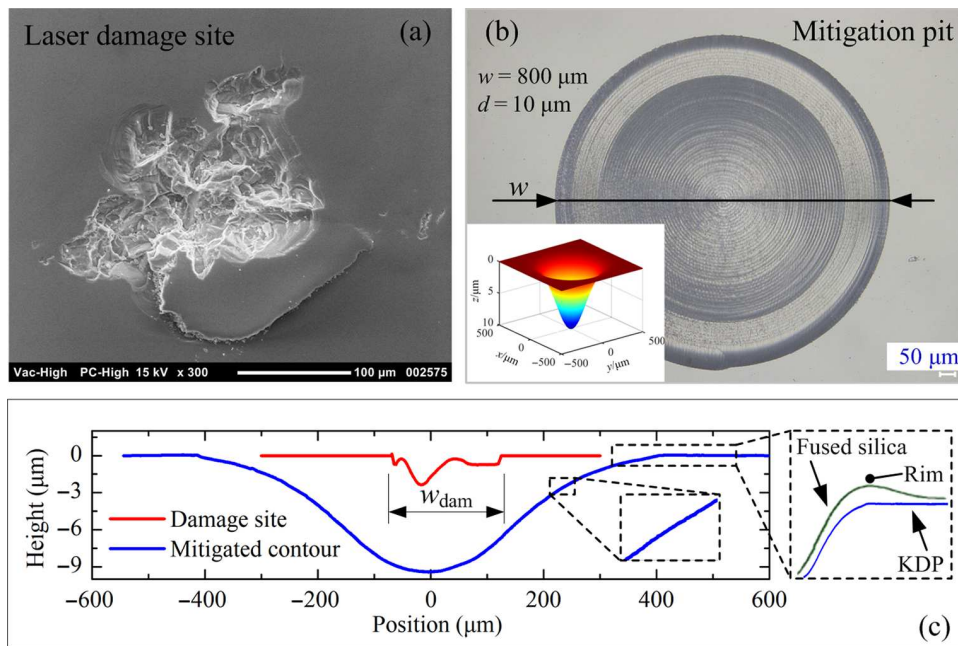 Laser damage site (a)
Vac-High PC-High 15 kV x 300 100 μm 002575
(b) Mitigation pit
w = 800 μm
d = 10 μm
w
0
5
10
z/μm
500
0
−500
x/μm
−500
0
500
y/μm
50 μm
0
−3
−6
−9
Height (μm)
w_dam
Damage site
Mitigated contour
−600 −400 −200 0 200 400 600
Position (μm)
Fused silica
Rim
KDP
(c)